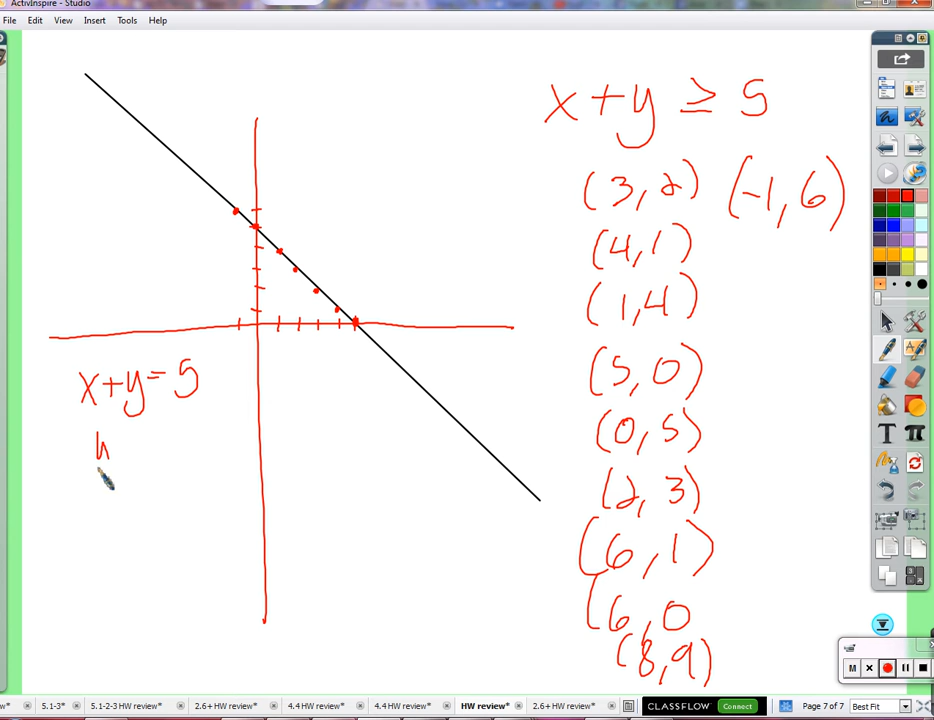 ActivInspire - Studio
File Edit View Insert Tools Help
x+y ≥ 5
(3,2) (-1,6)
(4,1)
(1,4)
(5,0)
(0,5)
(2,3)
(6,1)
(6,0
(8,9)
x+y=5
T π
M
5.1-3* 5.1-2-3 HW review* 2.6+ HW review* 4.4 HW review* 4.4 HW review* HW review* 2.6+ HW review* CLASSFLOW Connect Page 7 of 7 Best Fit